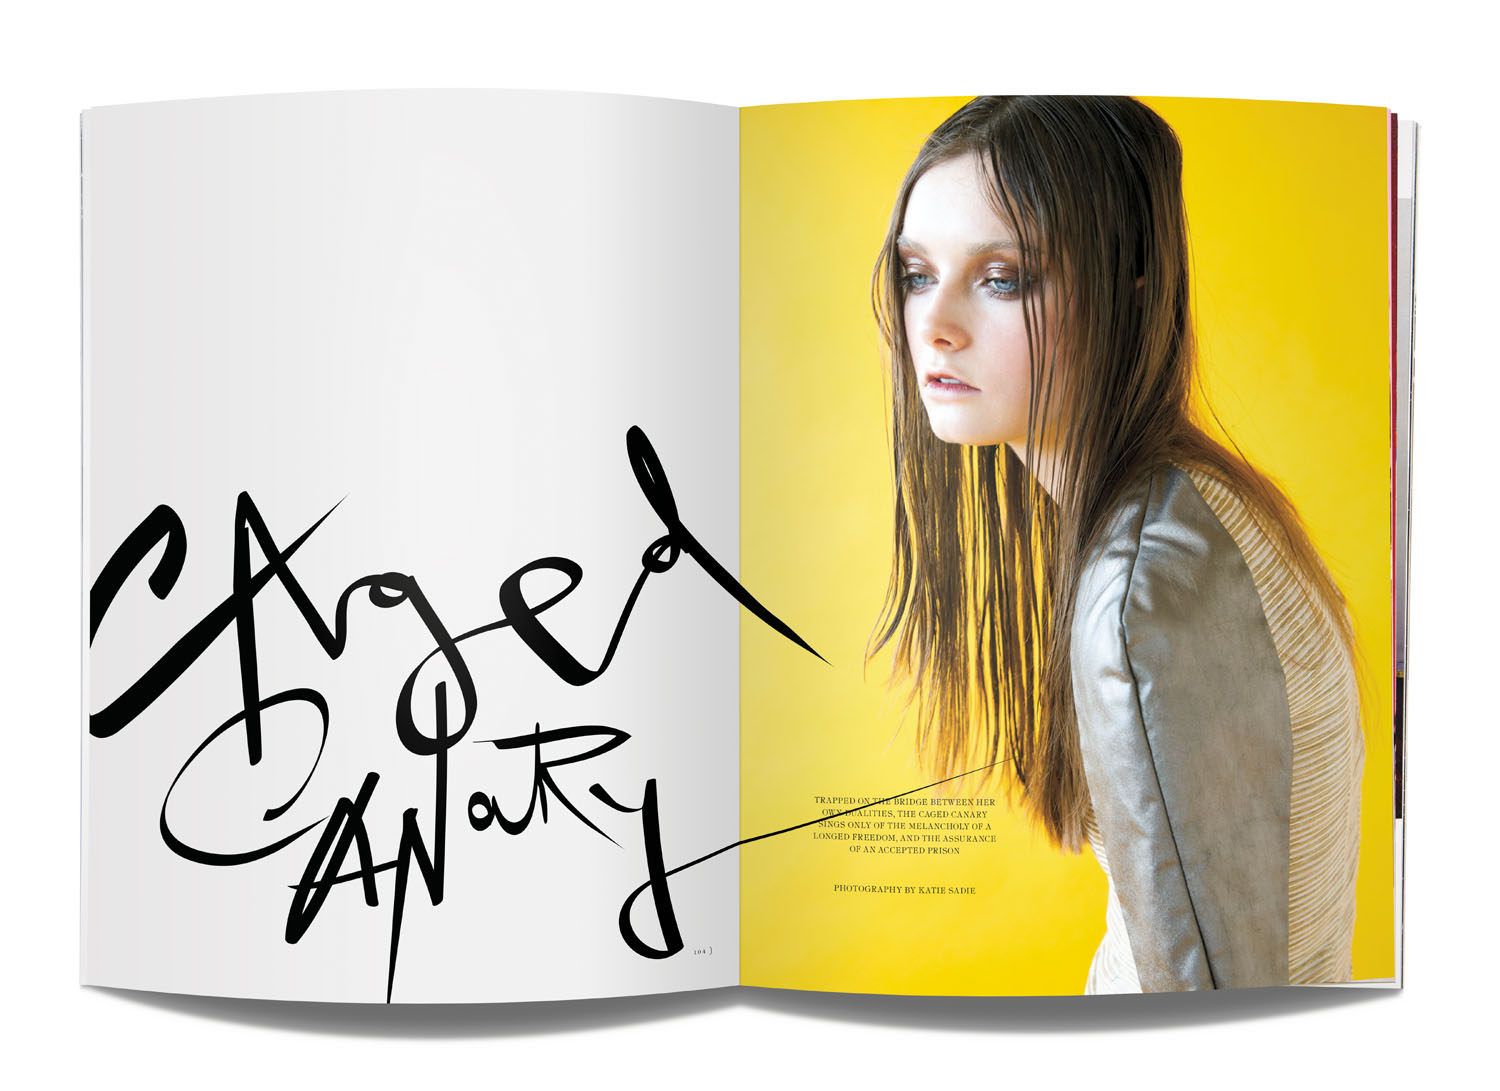 CAged
CANaRy
104 )
TRAPPED ON THE BRIDGE BETWEEN HER
OWN DUALITIES, THE CAGED CANARY
SINGS ONLY OF THE MELANCHOLY OF A
LONGED FREEDOM, AND THE ASSURANCE
OF AN ACCEPTED PRISON
PHOTOGRAPHY BY KATIE SADIE